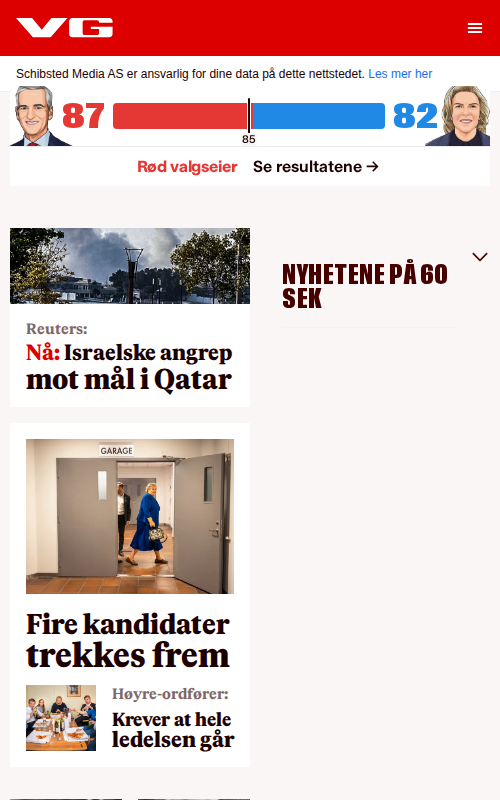 VG
Schibsted Media AS er ansvarlig for dine data på dette nettstedet. Les mer her
87
82
85
Rød valgseier Se resultatene →
NYHETENE PÅ 60
SEK
Reuters:
Nå: Israelske angrep
mot mål i Qatar
GARAGE
Fire kandidater
trekkes frem
Høyre-ordfører:
Krever at hele
ledelsen går